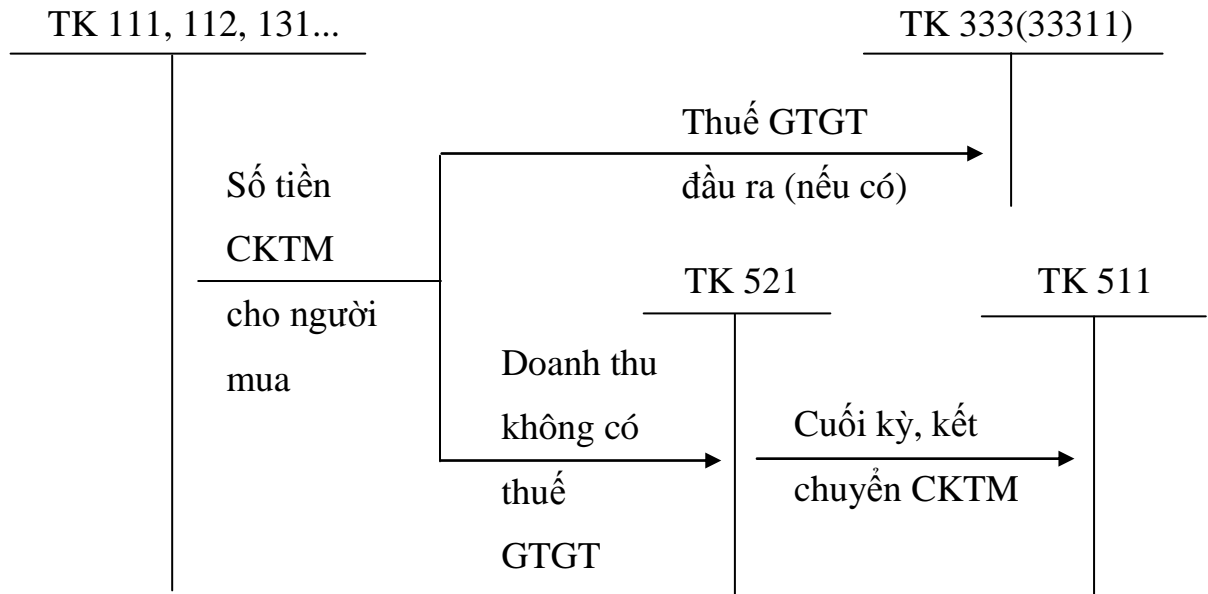 TK 111, 112, 131...
TK 333(33311)
Thuế GTGT
đầu ra (nếu có)
Số tiền
CKTM
cho người
mua
TK 521
TK 511
Doanh thu
không có
thuế
GTGT
Cuối kỳ, kết
chuyển CKTM